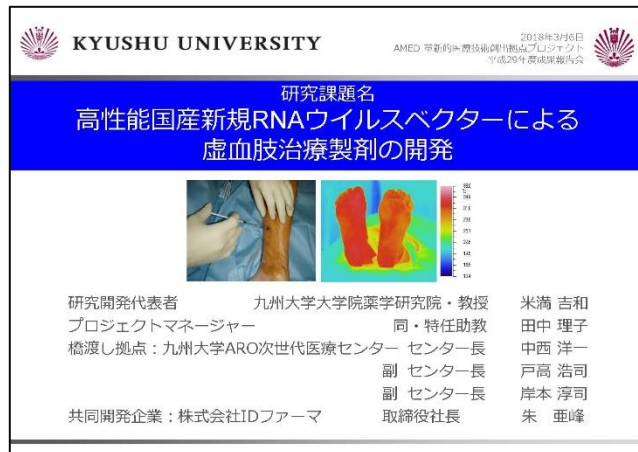 KYUSHU UNIVERSITY
2018年3月6日
AMED 革新的医療技術創出拠点プロジェクト
平成29年度成果報告会
研究課題名
高性能国産新規RNAウイルスベクターによる
虚血肢治療製剤の開発
研究開発代表者 九州大学大学院薬学研究院・教授 米満 吉和
プロジェクトマネージャー 同・特任助教 田中 理子
橋渡し拠点：九州大学ARO次世代医療センター センター長 中西 洋一
副 センター長 戸高 浩司
副 センター長 岸本 淳司
共同開発企業：株式会社IDファーマ 取締役社長 朱 亜峰